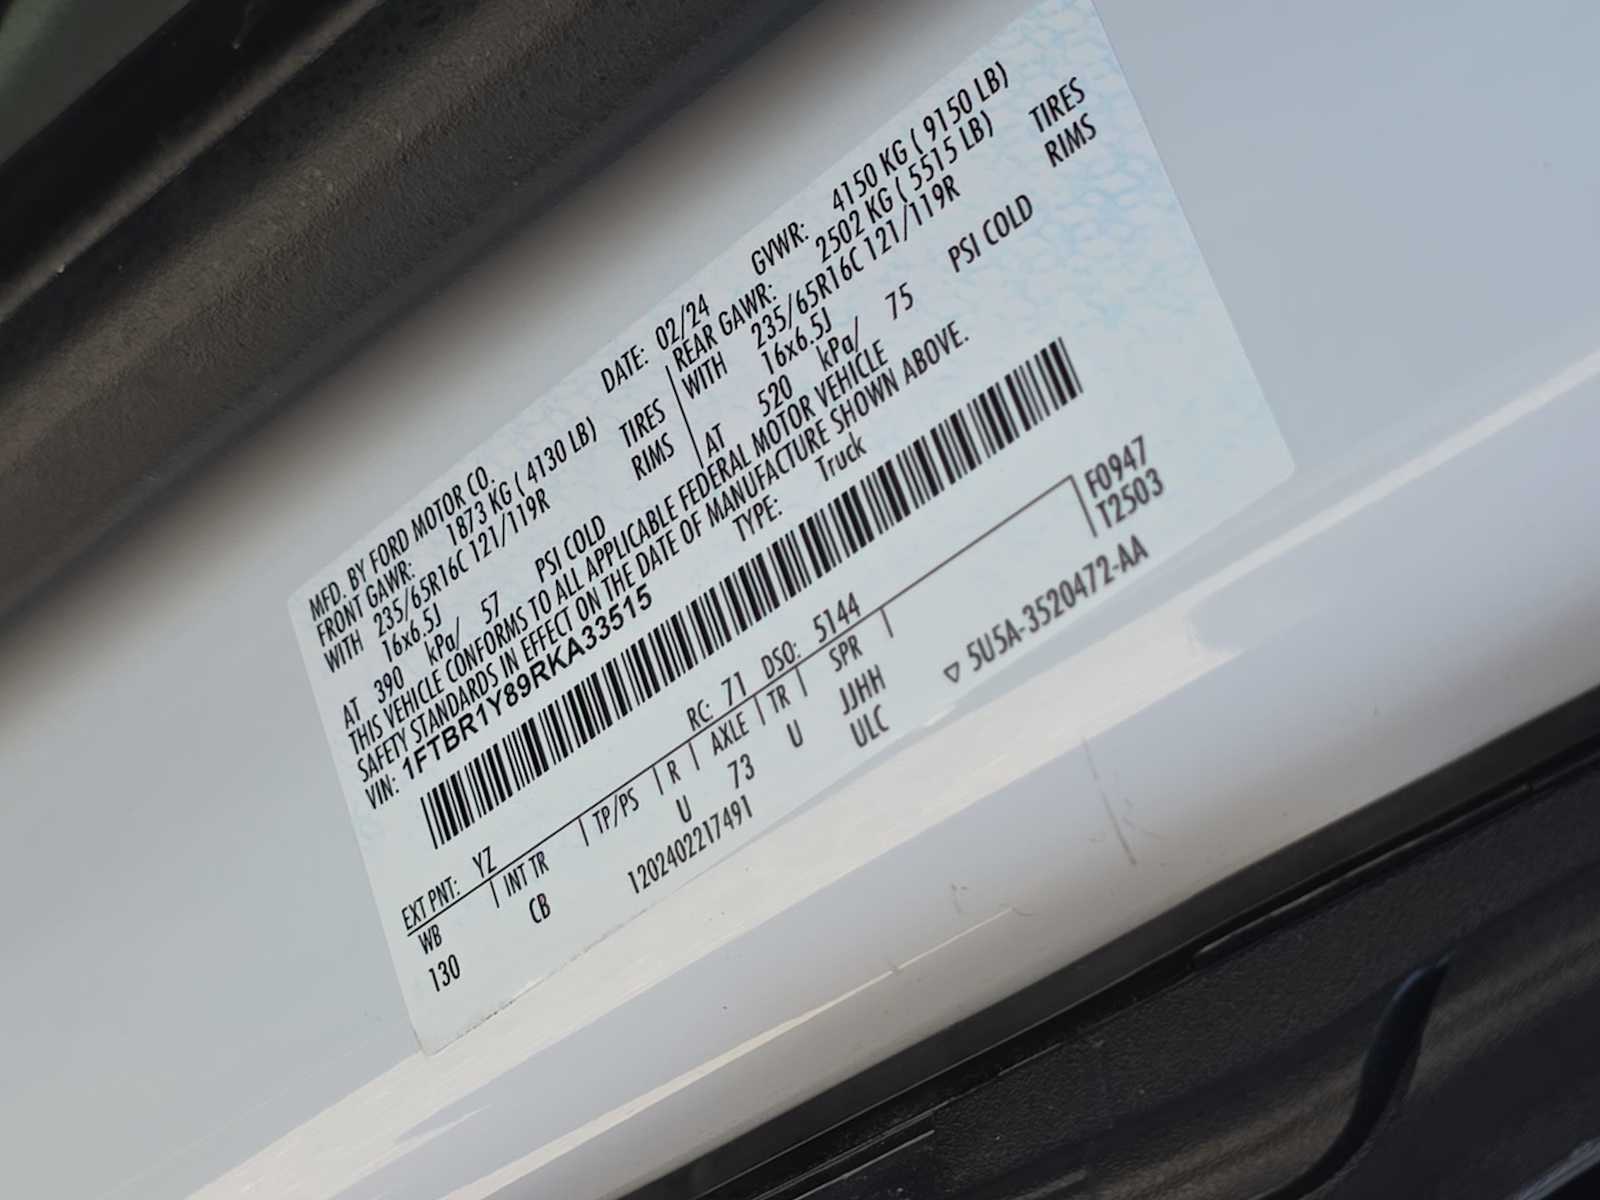 MFD. BY FORD MOTOR CO. DATE: 02/24 GVWR: 4150 KG ( 9150 LB)
FRONT GAWR: 1873 KG ( 4130 LB) REAR GAWR: 2502 KG ( 5515 LB)
WITH 235/65R16C 121/119R TIRES WITH 235/65R16C 121/119R TIRES
16x6.5J RIMS 16x6.5J RIMS
AT 390 kPa/ 57 PSI COLD AT 520 kPa/ 75 PSI COLD
THIS VEHICLE CONFORMS TO ALL APPLICABLE FEDERAL MOTOR VEHICLE
SAFETY STANDARDS IN EFFECT ON THE DATE OF MANUFACTURE SHOWN ABOVE.
VIN: 1FTBR1Y89RKA33515 TYPE: Truck
EXT PNT: YZ RC: 71 DSO: 5144 F0947
WB INT TR TP/PS R AXLE TR SPR T2503
130 CB U 73 U JJHH
ULC
1202402217491 ▽ 5U5A-3520472-AA